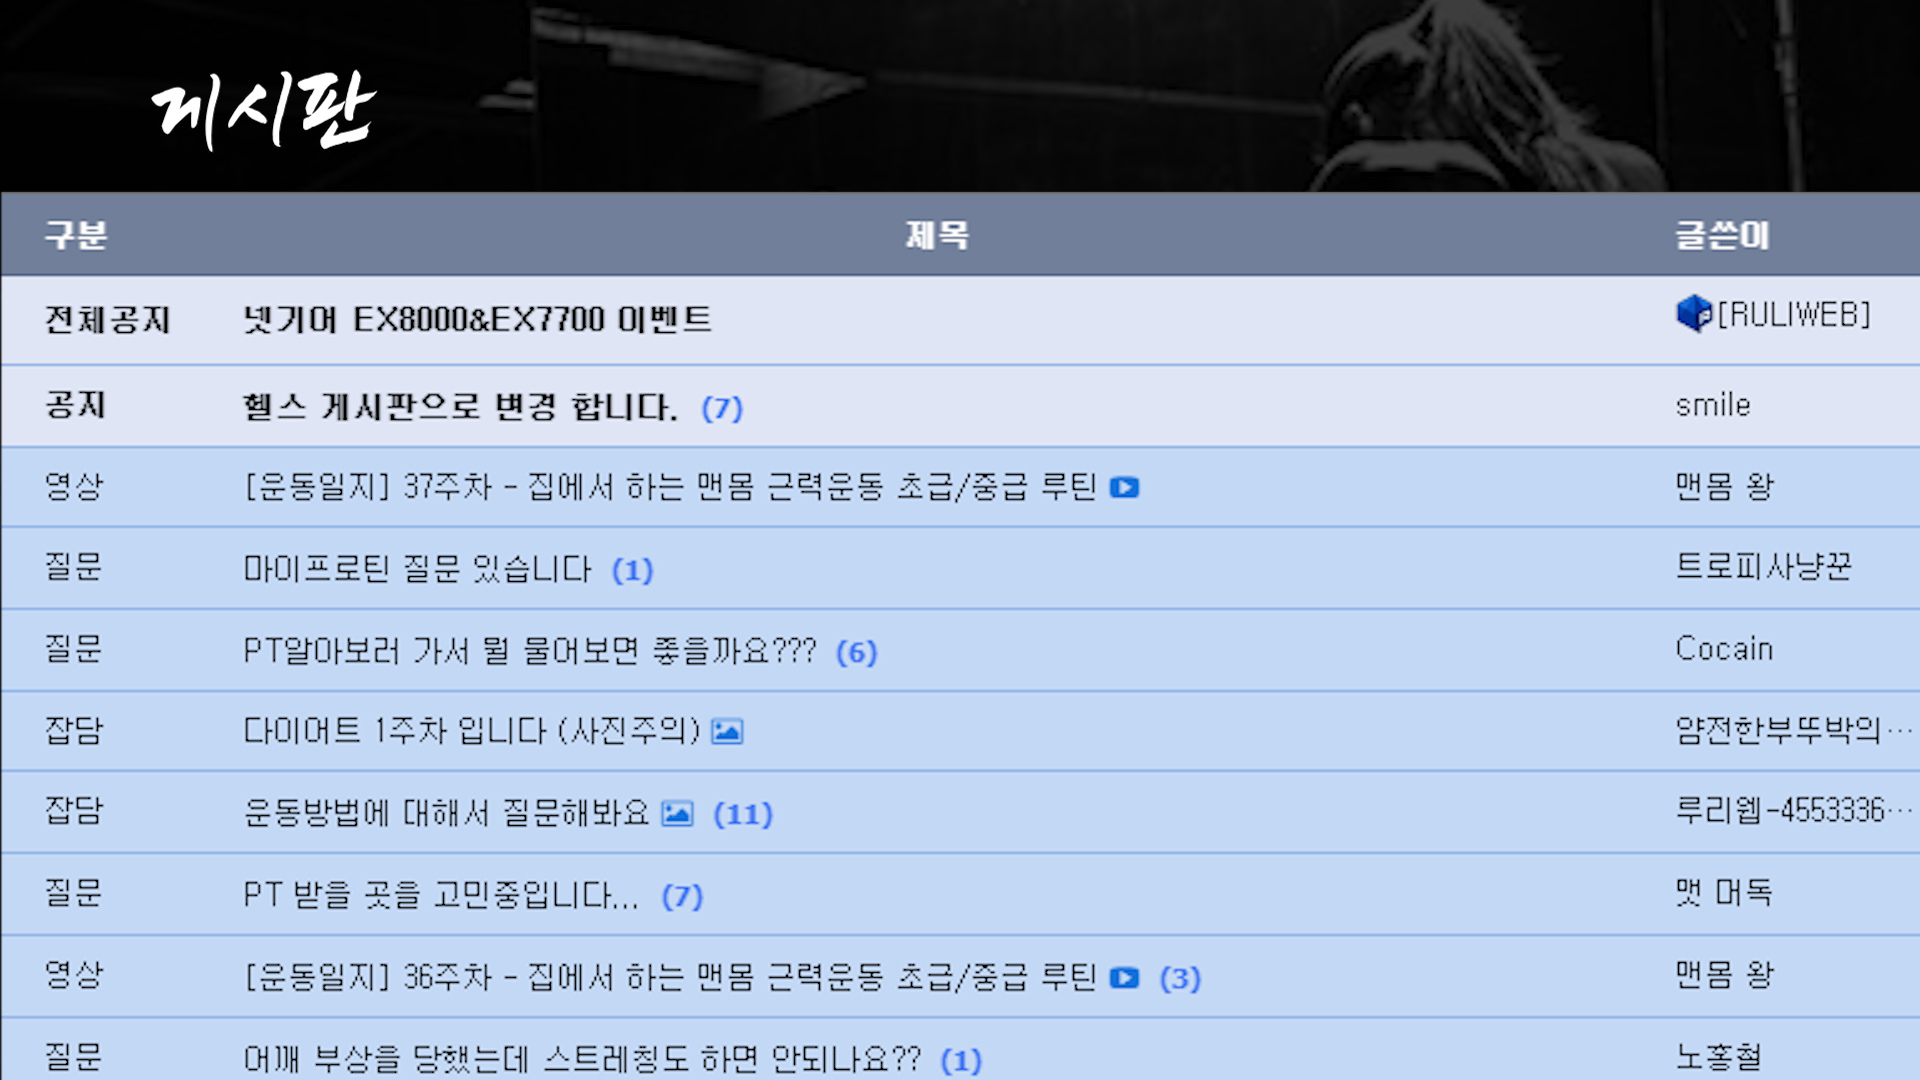 게시판
구분 제목 글쓴이
전체공지 넷기어 EX8000&EX7700 이벤트 [RULIWEB]
공지 헬스 게시판으로 변경 합니다. (7) smile
영상 [운동일지] 37주차 - 집에서 하는 맨몸 근력운동 초급/중급 루틴 맨몸 왕
질문 마이프로틴 질문 있습니다 (1) 트로피사냥꾼
질문 PT알아보러 가서 뭘 물어보면 좋을까요??? (6) Cocain
잡담 다이어트 1주차 입니다 (사진주의) 얌전한부뚜막의…
잡담 운동방법에 대해서 질문해봐요 (11) 루리웹-4553336…
질문 PT 받을 곳을 고민중입니다... (7) 맷 머독
영상 [운동일지] 36주차 - 집에서 하는 맨몸 근력운동 초급/중급 루틴 (3) 맨몸 왕
질문 어깨 부상을 당했는데 스트레칭도 하면 안되나요?? (1) 노홍철